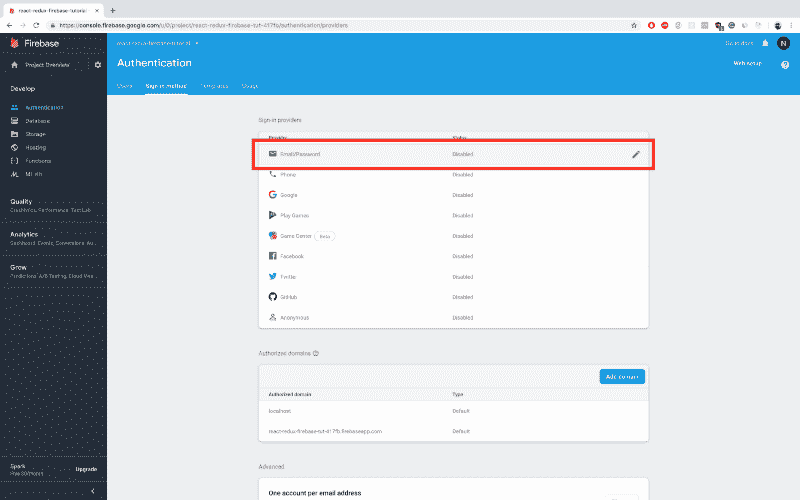 react-redux-firebase-tutorial
https://console.firebase.google.com/u/0/project/react-redux-firebase-tut-417fb/authentication/providers
Firebase
Project Overview
Develop
Authentication
Database
Storage
Hosting
Functions
ML Kit
Quality
Crashlytics, Performance, Test Lab
Analytics
Dashboard, Events, Conversions, Au...
Grow
Predictions, A/B Testing, Cloud Mes...
Spark
Free $0/month
Upgrade
react-redux-firebase-tutorial
Go to docs
N
Authentication
Web setup
Users
Sign-in method
Templates
Usage
Sign-in providers
Provider
Status
Email/Password
Disabled
Phone
Disabled
Google
Disabled
Play Games
Disabled
Game Center
Beta
Disabled
Facebook
Disabled
Twitter
Disabled
GitHub
Disabled
Anonymous
Disabled
Authorized domains
Add domain
Authorized domain
Type
localhost
Default
react-redux-firebase-tut-417fb.firebaseapp.com
Default
Advanced
One account per email address